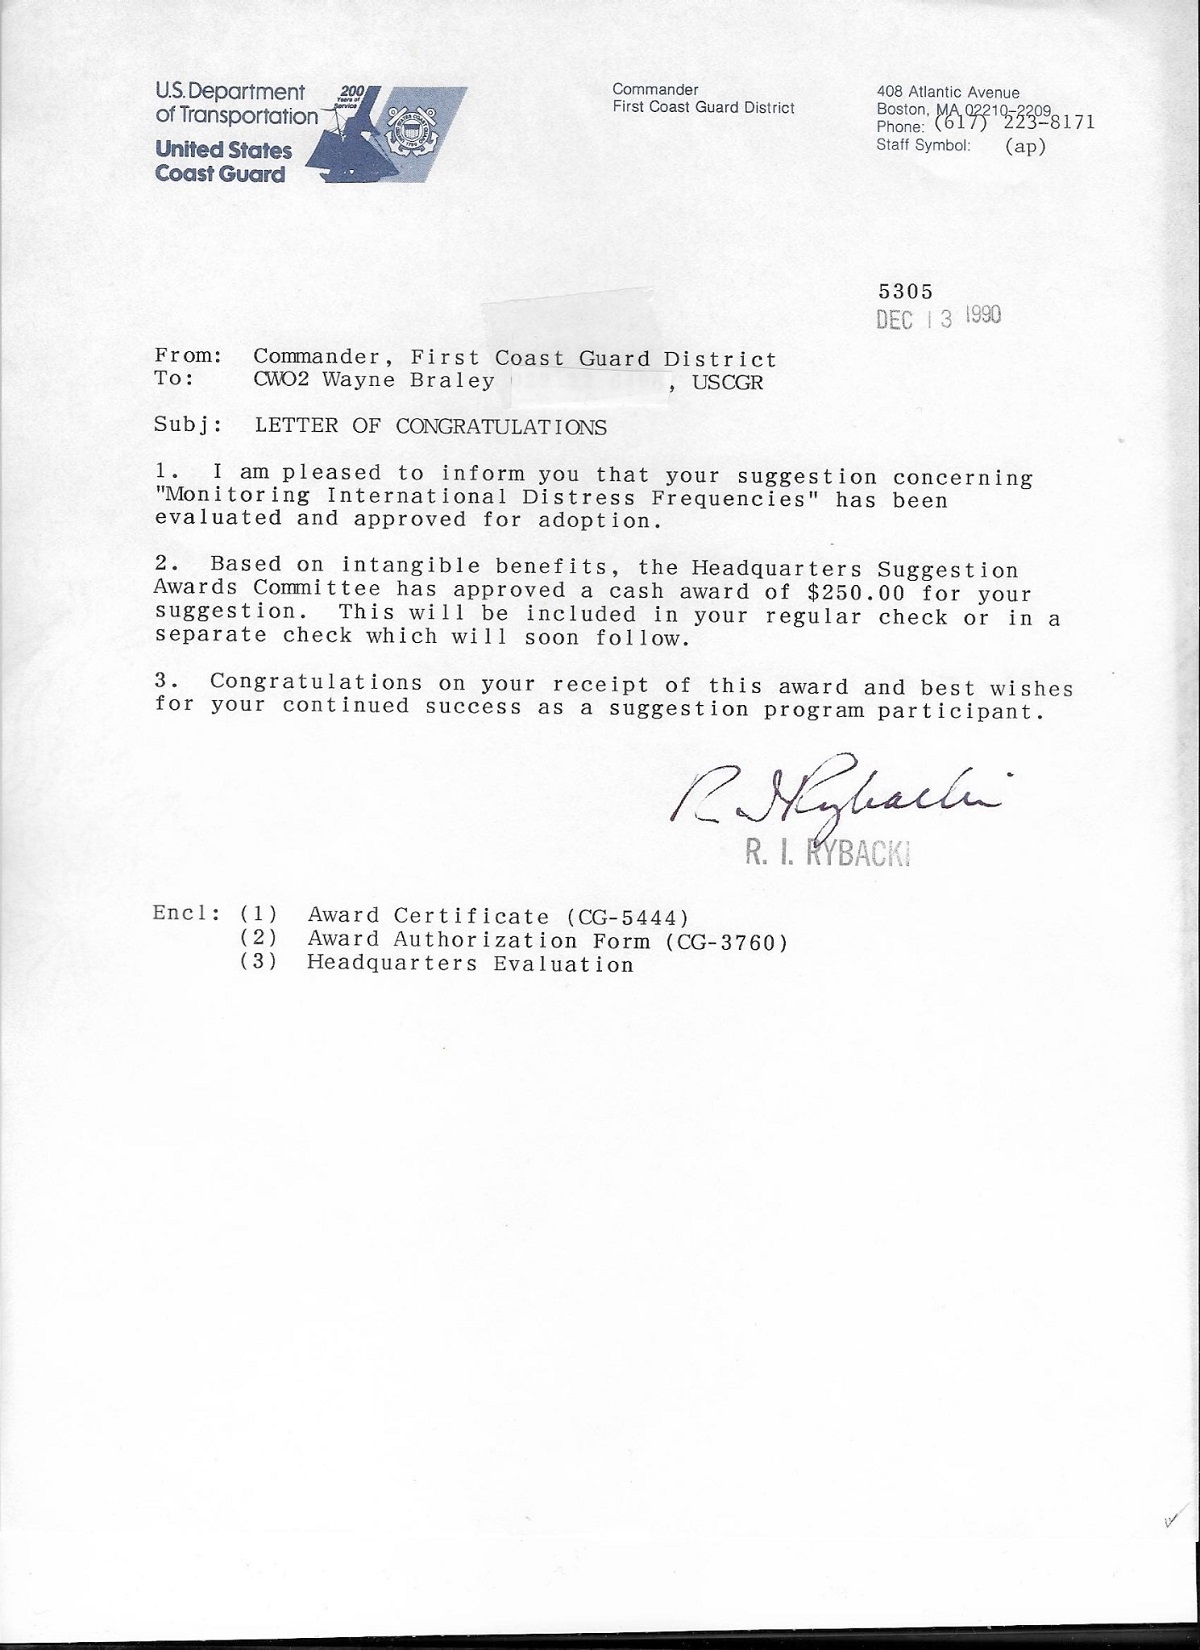 U.S. Department
of Transportation
United States
Coast Guard
200
Years of
Service
Commander
First Coast Guard District
408 Atlantic Avenue
Boston, MA 02210-2209
Phone: (617) 223-8171
Staff Symbol: (ap)
5305
DEC 13 1990
From: Commander, First Coast Guard District
To: CWO2 Wayne Braley , USCGR
Subj: LETTER OF CONGRATULATIONS
1. I am pleased to inform you that your suggestion concerning
"Monitoring International Distress Frequencies" has been
evaluated and approved for adoption.
2. Based on intangible benefits, the Headquarters Suggestion
Awards Committee has approved a cash award of $250.00 for your
suggestion. This will be included in your regular check or in a
separate check which will soon follow.
3. Congratulations on your receipt of this award and best wishes
for your continued success as a suggestion program participant.
R I Rybacki
R. I. RYBACKI
Encl: (1) Award Certificate (CG-5444)
(2) Award Authorization Form (CG-3760)
(3) Headquarters Evaluation